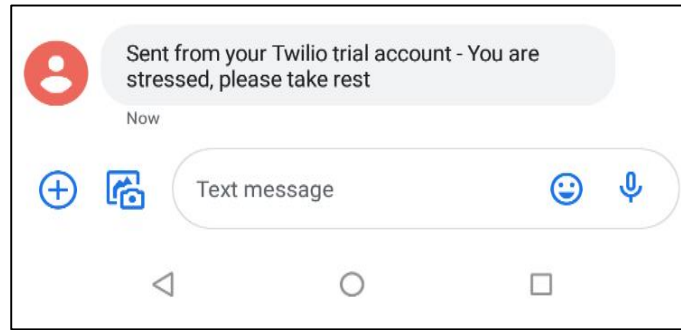 Sent from your Twilio trial account - You are
stressed, please take rest
Now
Text message